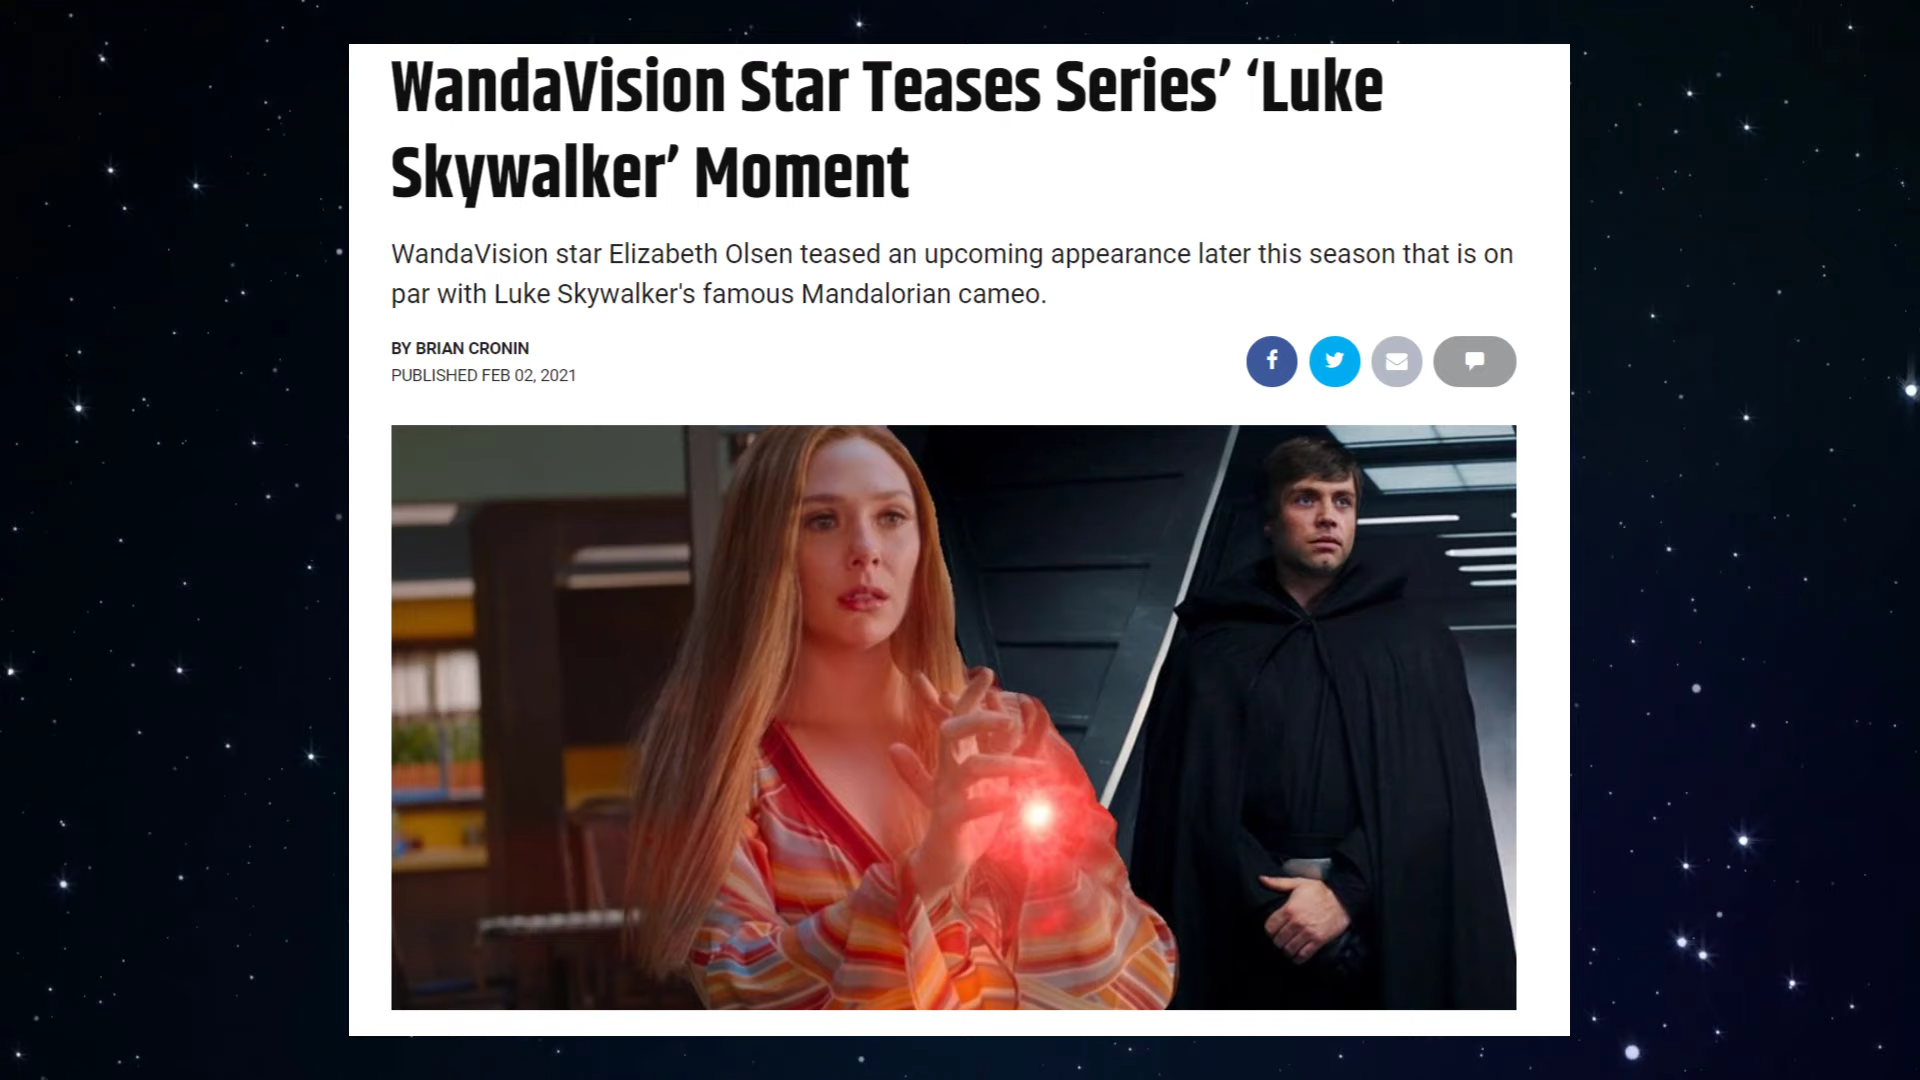 WandaVision Star Teases Series’ ‘Luke
Skywalker’ Moment
WandaVision star Elizabeth Olsen teased an upcoming appearance later this season that is on
par with Luke Skywalker's famous Mandalorian cameo.
BY BRIAN CRONIN
PUBLISHED FEB 02, 2021